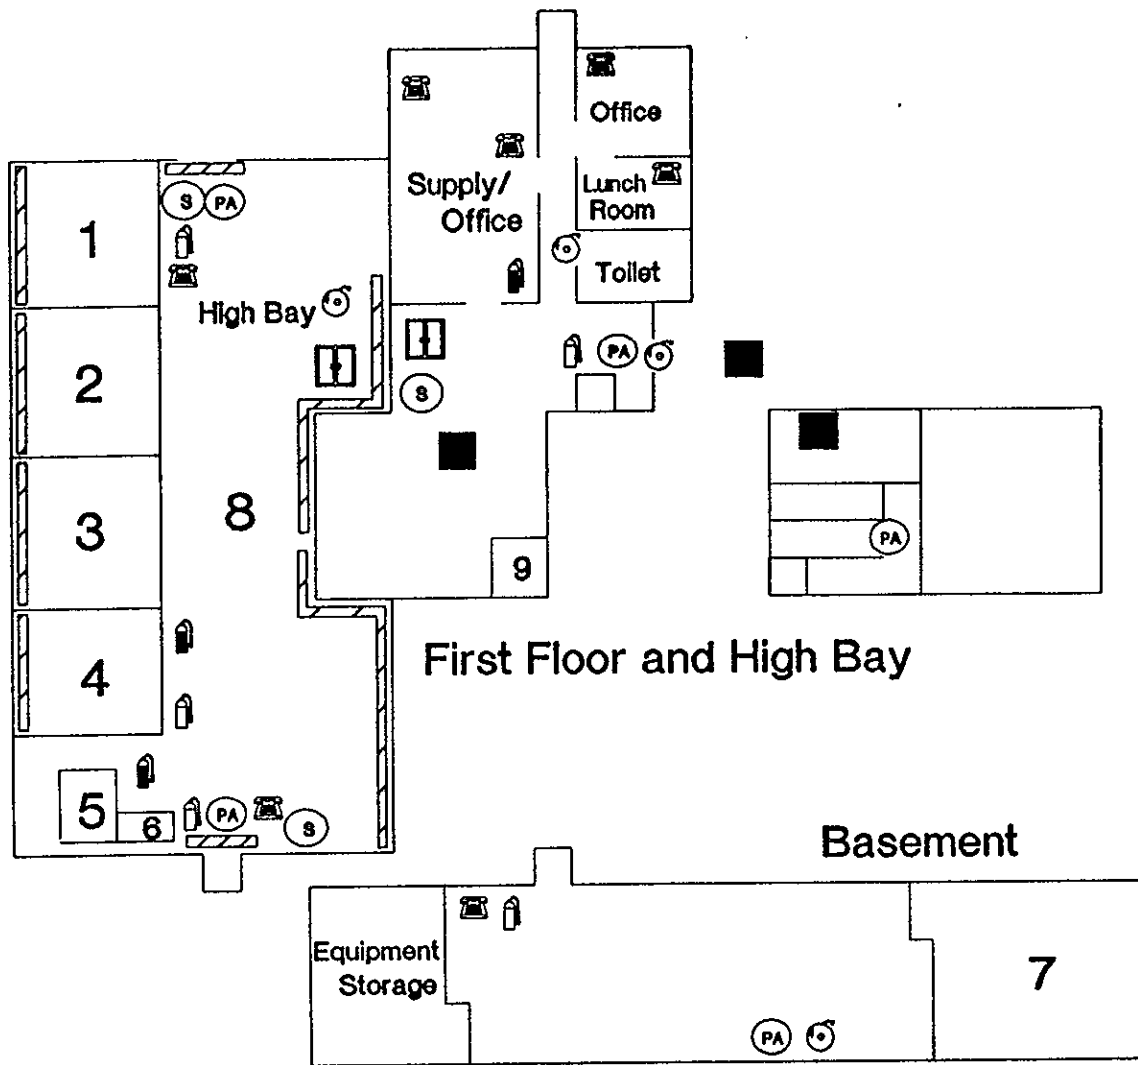 Office
Supply/
Office
Lunch
Room
Toilet
1
S
PA
High Bay
2
PA
S
3
8
9
PA
First Floor and High Bay
4
5
6
PA
S
Basement
Equipment
Storage
7
PA